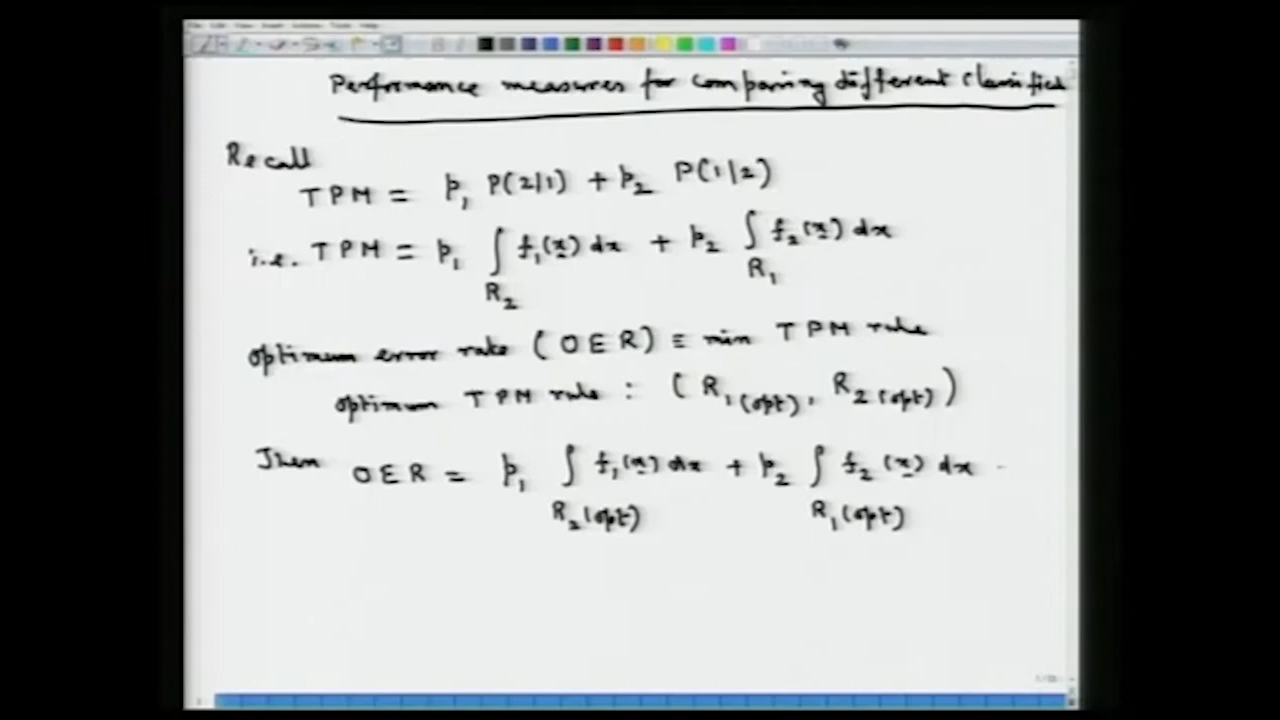 Performance measures for comparing different classifiers
Recall
TPM = p₁ P(2|1) + p₂ P(1|2)
i.e. TPM = p₁ ∫_{R₂} f₁(x̲) dx + p₂ ∫_{R₁} f₂(x̲) dx
optimum error rate (OER) ≡ min TPM rule
optimum TPM rule : (R₁(opt), R₂(opt))
Then OER = p₁ ∫_{R₂(opt)} f₁(x̲) dx + p₂ ∫_{R₁(opt)} f₂(x̲) dx